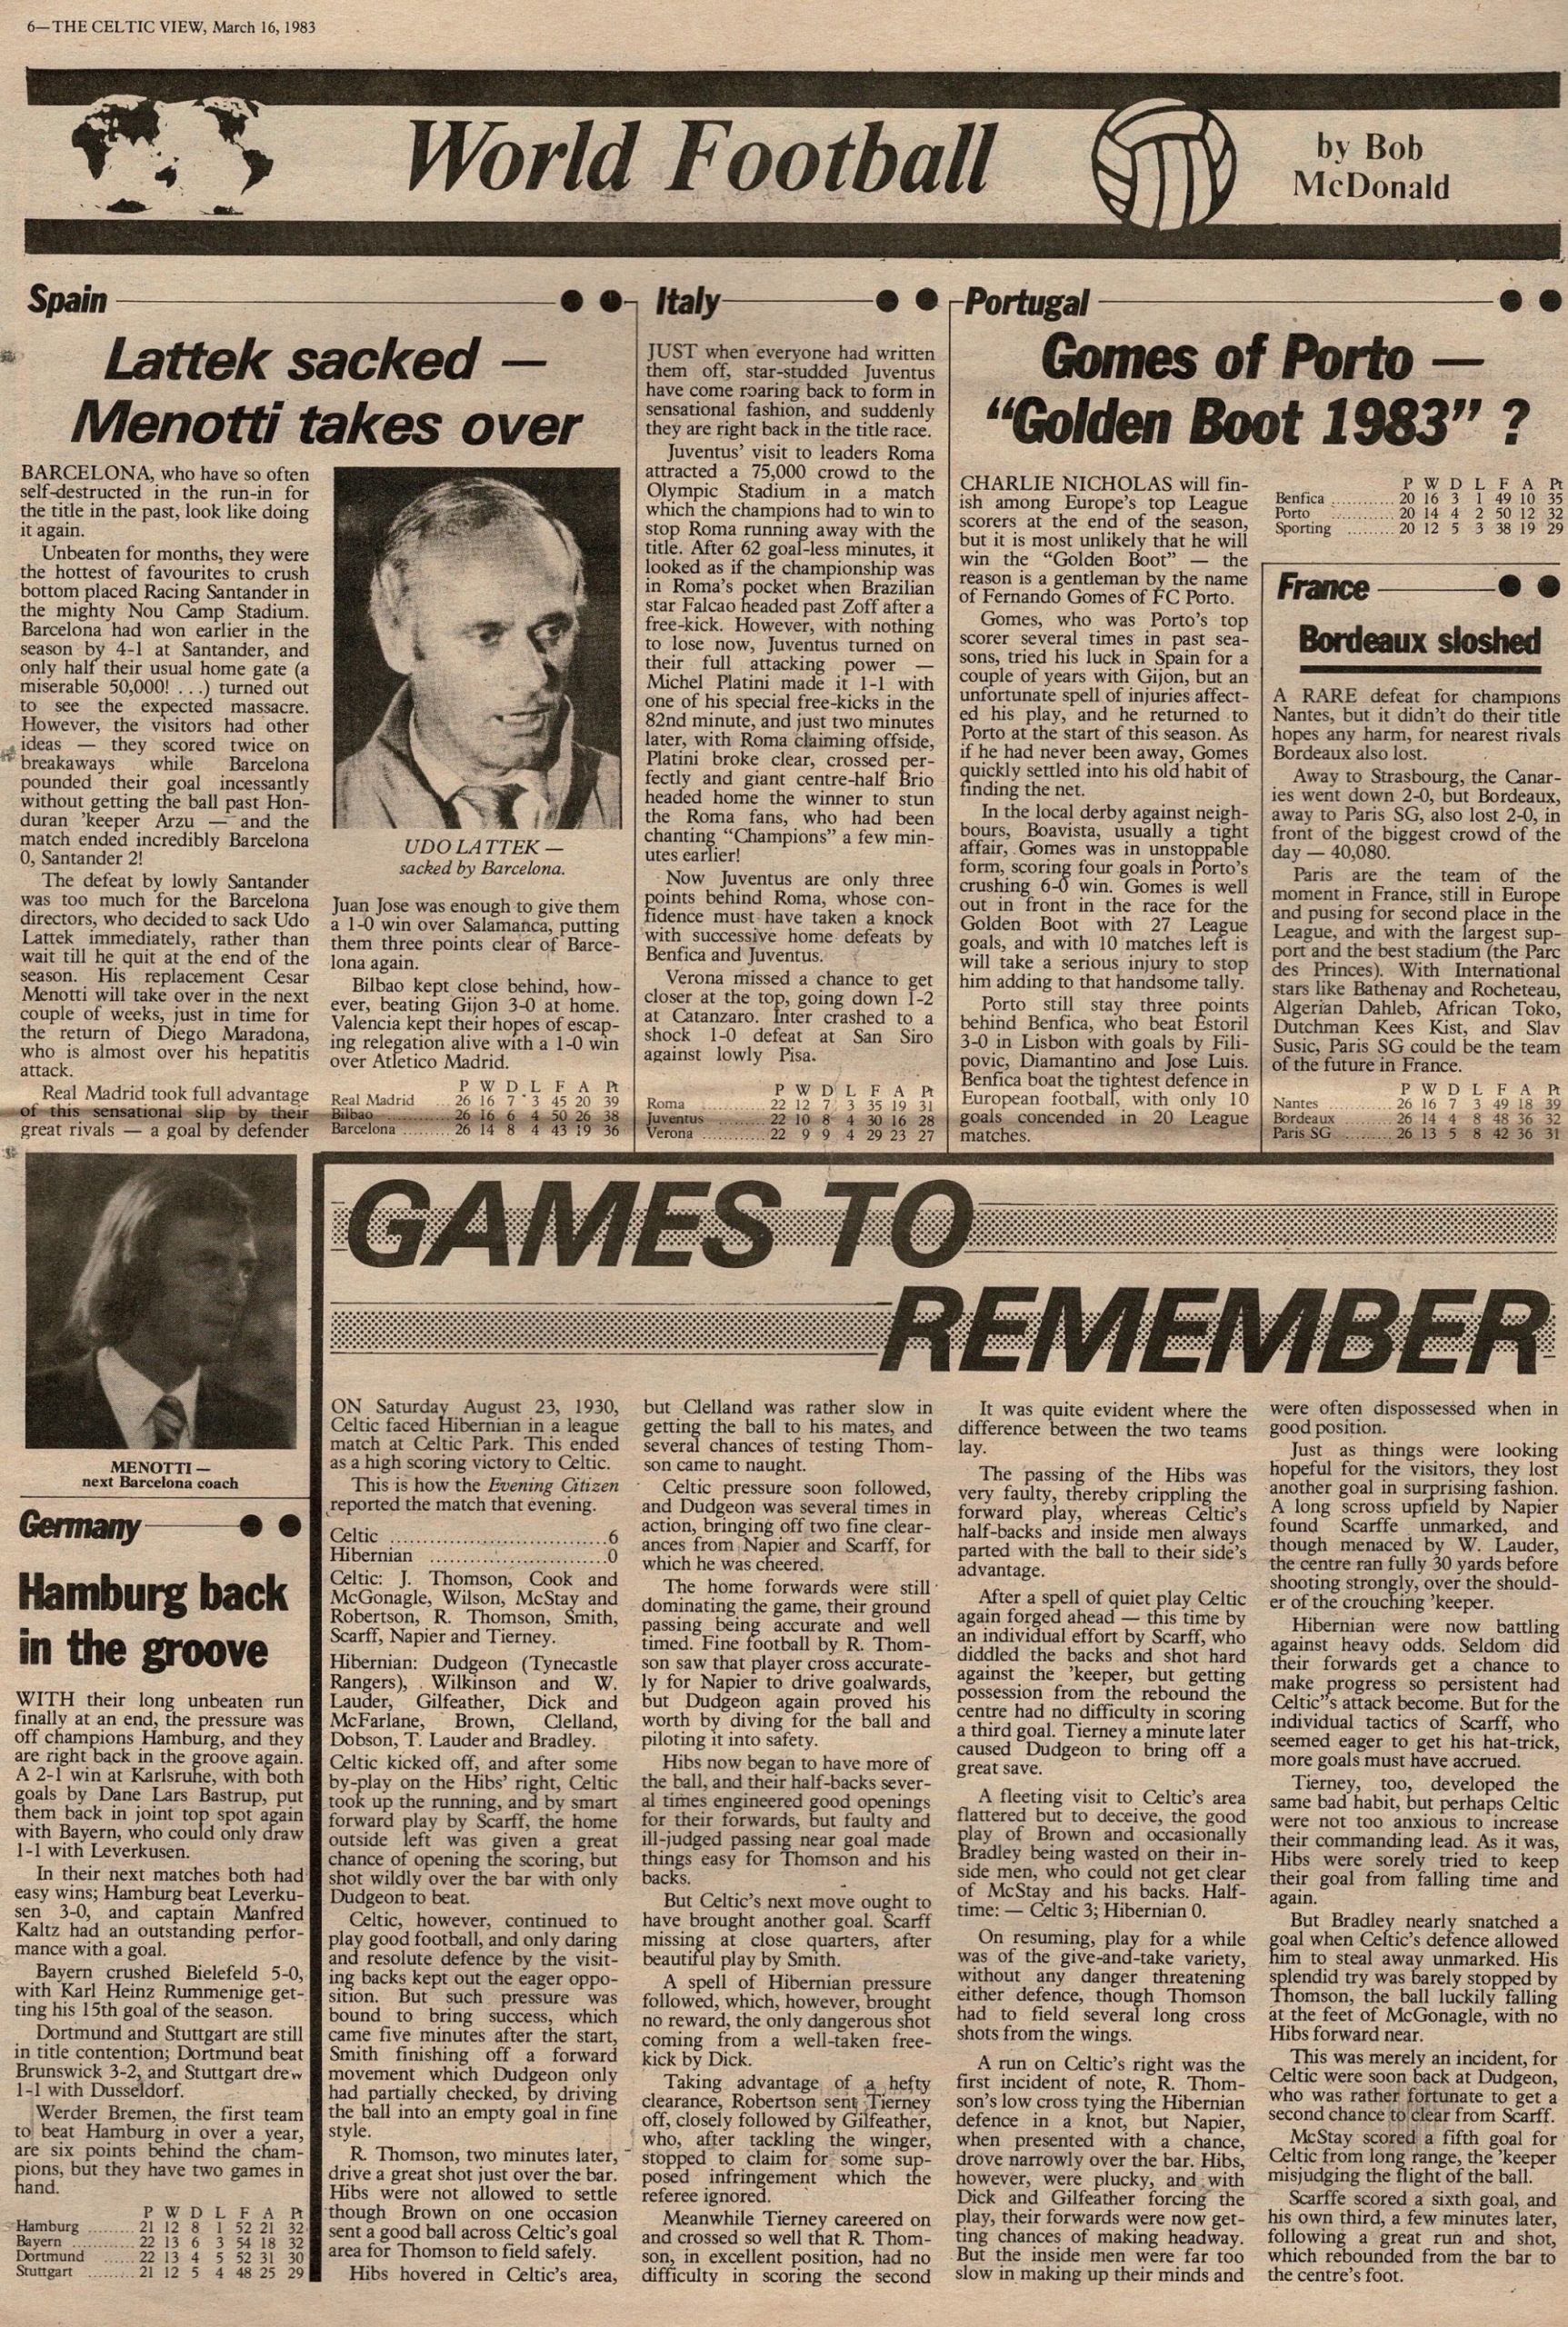 6—THE CELTIC VIEW, March 16, 1983
World Football
by Bob
McDonald
Spain
Lattek sacked —
Menotti takes over
BARCELONA, who have so often
self-destructed in the run-in for
the title in the past, look like doing
it again.
Unbeaten for months, they were
the hottest of favourites to crush
bottom placed Racing Santander in
the mighty Nou Camp Stadium.
Barcelona had won earlier in the
season by 4-1 at Santander, and
only half their usual home gate (a
miserable 50,000! . . .) turned out
to see the expected massacre.
However, the visitors had other
ideas — they scored twice on
breakaways while Barcelona
pounded their goal incessantly
without getting the ball past Hon-
duran 'keeper Arzu — and the
match ended incredibly Barcelona
0, Santander 2!
The defeat by lowly Santander
was too much for the Barcelona
directors, who decided to sack Udo
Lattek immediately, rather than
wait till he quit at the end of the
season. His replacement Cesar
Menotti will take over in the next
couple of weeks, just in time for
the return of Diego Maradona,
who is almost over his hepatitis
attack.
Real Madrid took full advantage
of this sensational slip by their
great rivals — a goal by defender
UDO LATTEK —
sacked by Barcelona.
Juan Jose was enough to give them
a 1-0 win over Salamanca, putting
them three points clear of Barce-
lona again.
Bilbao kept close behind, how-
ever, beating Gijon 3-0 at home.
Valencia kept their hopes of escap-
ing relegation alive with a 1-0 win
over Atletico Madrid.
P W D L F A Pt
Real Madrid ... 26 16 7 3 45 20 39
Bilbao ............ 26 16 6 4 50 26 38
Barcelona ......... 26 14 8 4 43 19 36
Italy
JUST when everyone had written
them off, star-studded Juventus
have come roaring back to form in
sensational fashion, and suddenly
they are right back in the title race.
Juventus' visit to leaders Roma
attracted a 75,000 crowd to the
Olympic Stadium in a match
which the champions had to win to
stop Roma running away with the
title. After 62 goal-less minutes, it
looked as if the championship was
in Roma's pocket when Brazilian
star Falcao headed past Zoff after a
free-kick. However, with nothing
to lose now, Juventus turned on
their full attacking power —
Michel Platini made it 1-1 with
one of his special free-kicks in the
82nd minute, and just two minutes
later, with Roma claiming offside,
Platini broke clear, crossed per-
fectly and giant centre-half Brio
headed home the winner to stun
the Roma fans, who had been
chanting “Champions” a few min-
utes earlier!
Now Juventus are only three
points behind Roma, whose con-
fidence must have taken a knock
with successive home defeats by
Benfica and Juventus.
Verona missed a chance to get
closer at the top, going down 1-2
at Catanzaro. Inter crashed to a
shock 1-0 defeat at San Siro
against lowly Pisa.
P W D L F A Pt
Roma ............... 22 12 7 3 35 19 31
Juventus ........... 22 10 8 4 30 16 28
Verona ............. 22 9 9 4 29 23 27
Portugal
Gomes of Porto —
“Golden Boot 1983” ?
CHARLIE NICHOLAS will fin-
ish among Europe's top League
scorers at the end of the season,
but it is most unlikely that he will
win the “Golden Boot” — the
reason is a gentleman by the name
of Fernando Gomes of FC Porto.
Gomes, who was Porto's top
scorer several times in past sea-
sons, tried his luck in Spain for a
couple of years with Gijon, but an
unfortunate spell of injuries affect-
ed his play, and he returned to
Porto at the start of this season. As
if he had never been away, Gomes
quickly settled into his old habit of
finding the net.
In the local derby against neigh-
bours, Boavista, usually a tight
affair, Gomes was in unstoppable
form, scoring four goals in Porto's
crushing 6-0 win. Gomes is well
out in front in the race for the
Golden Boot with 27 League
goals, and with 10 matches left is
will take a serious injury to stop
him adding to that handsome tally.
Porto still stay three points
behind Benfica, who beat Estoril
3-0 in Lisbon with goals by Fili-
povic, Diamantino and Jose Luis.
Benfica boat the tightest defence in
European football, with only 10
goals concended in 20 League
matches.
P W D L F A Pt
Benfica ............ 20 16 3 1 49 10 35
Porto ............ 20 14 4 2 50 12 32
Sporting ......... 20 12 5 3 38 19 29
France
Bordeaux sloshed
A RARE defeat for champions
Nantes, but it didn't do their title
hopes any harm, for nearest rivals
Bordeaux also lost.
Away to Strasbourg, the Canar-
ies went down 2-0, but Bordeaux,
away to Paris SG, also lost 2-0, in
front of the biggest crowd of the
day — 40,080.
Paris are the team of the
moment in France, still in Europe
and pusing for second place in the
League, and with the largest sup-
port and the best stadium (the Parc
des Princes). With International
stars like Bathenay and Rocheteau,
Algerian Dahleb, African Toko,
Dutchman Kees Kist, and Slav
Susic, Paris SG could be the team
of the future in France.
P W D L F A Pt
Nantes ............ 26 16 7 3 49 18 39
Bordeaux ......... 26 14 4 8 48 36 32
Paris SG .......... 26 13 5 8 42 36 31
MENOTTI —
next Barcelona coach
Germany
Hamburg back
in the groove
WITH their long unbeaten run
finally at an end, the pressure was
off champions Hamburg, and they
are right back in the groove again.
A 2-1 win at Karlsruhe, with both
goals by Dane Lars Bastrup, put
them back in joint top spot again
with Bayern, who could only draw
1-1 with Leverkusen.
In their next matches both had
easy wins; Hamburg beat Leverku-
sen 3-0, and captain Manfred
Kaltz had an outstanding perfor-
mance with a goal.
Bayern crushed Bielefeld 5-0,
with Karl Heinz Rummenige get-
ting his 15th goal of the season.
Dortmund and Stuttgart are still
in title contention; Dortmund beat
Brunswick 3-2, and Stuttgart drew
1-1 with Dusseldorf.
Werder Bremen, the first team
to beat Hamburg in over a year,
are six points behind the cham-
pions, but they have two games in
hand.
P W D L F A Pt
Hamburg ......... 21 12 8 1 52 21 32
Bayern ............ 22 13 6 3 54 18 32
Dortmund ...... 22 13 4 5 52 31 30
Stuttgart ......... 21 12 5 4 48 25 29
GAMES TO
REMEMBER
ON Saturday August 23, 1930,
Celtic faced Hibernian in a league
match at Celtic Park. This ended
as a high scoring victory to Celtic.
This is how the Evening Citizen
reported the match that evening.
Celtic ...............................6
Hibernian .........................0
Celtic: J. Thomson, Cook and
McGonagle, Wilson, McStay and
Robertson, R. Thomson, Smith,
Scarff, Napier and Tierney.
Hibernian: Dudgeon (Tynecastle
Rangers), Wilkinson and W.
Lauder, Gilfeather, Dick and
McFarlane, Brown, Clelland,
Dobson, T. Lauder and Bradley.
Celtic kicked off, and after some
by-play on the Hibs' right, Celtic
took up the running, and by smart
forward play by Scarff, the home
outside left was given a great
chance of opening the scoring, but
shot wildly over the bar with only
Dudgeon to beat.
Celtic, however, continued to
play good football, and only daring
and resolute defence by the visit-
ing backs kept out the eager oppo-
sition. But such pressure was
bound to bring success, which
came five minutes after the start,
Smith finishing off a forward
movement which Dudgeon only
had partially checked, by driving
the ball into an empty goal in fine
style.
R. Thomson, two minutes later,
drive a great shot just over the bar.
Hibs were not allowed to settle
though Brown on one occasion
sent a good ball across Celtic's goal
area for Thomson to field safely.
Hibs hovered in Celtic's area,
but Clelland was rather slow in
getting the ball to his mates, and
several chances of testing Thom-
son came to naught.
Celtic pressure soon followed,
and Dudgeon was several times in
action, bringing off two fine clear-
ances from Napier and Scarff, for
which he was cheered.
The home forwards were still
dominating the game, their ground
passing being accurate and well
timed. Fine football by R. Thom-
son saw that player cross accurate-
ly for Napier to drive goalwards,
but Dudgeon again proved his
worth by diving for the ball and
piloting it into safety.
Hibs now began to have more of
the ball, and their half-backs sever-
al times engineered good openings
for their forwards, but faulty and
ill-judged passing near goal made
things easy for Thomson and his
backs.
But Celtic's next move ought to
have brought another goal. Scarff
missing at close quarters, after
beautiful play by Smith.
A spell of Hibernian pressure
followed, which, however, brought
no reward, the only dangerous shot
coming from a well-taken free-
kick by Dick.
Taking advantage of a hefty
clearance, Robertson sent Tierney
off, closely followed by Gilfeather,
who, after tackling the winger,
stopped to claim for some sup-
posed infringement which the
referee ignored.
Meanwhile Tierney careered on
and crossed so well that R. Thom-
son, in excellent position, had no
difficulty in scoring the second
It was quite evident where the
difference between the two teams
lay.
The passing of the Hibs was
very faulty, thereby crippling the
forward play, whereas Celtic's
half-backs and inside men always
parted with the ball to their side's
advantage.
After a spell of quiet play Celtic
again forged ahead — this time by
an individual effort by Scarff, who
diddled the backs and shot hard
against the 'keeper, but getting
possession from the rebound the
centre had no difficulty in scoring
a third goal. Tierney a minute later
caused Dudgeon to bring off a
great save.
A fleeting visit to Celtic's area
flattered but to deceive, the good
play of Brown and occasionally
Bradley being wasted on their in-
side men, who could not get clear
of McStay and his backs. Half-
time: — Celtic 3; Hibernian 0.
On resuming, play for a while
was of the give-and-take variety,
without any danger threatening
either defence, though Thomson
had to field several long cross
shots from the wings.
A run on Celtic's right was the
first incident of note, R. Thom-
son's low cross tying the Hibernian
defence in a knot, but Napier,
when presented with a chance,
drove narrowly over the bar. Hibs,
however, were plucky, and with
Dick and Gilfeather forcing the
play, their forwards were now get-
ting chances of making headway.
But the inside men were far too
slow in making up their minds and
were often dispossessed when in
good position.
Just as things were looking
hopeful for the visitors, they lost
another goal in surprising fashion.
A long scross upfield by Napier
found Scarffe unmarked, and
though menaced by W. Lauder,
the centre ran fully 30 yards before
shooting strongly, over the should-
er of the crouching 'keeper.
Hibernian were now battling
against heavy odds. Seldom did
their forwards get a chance to
make progress so persistent had
Celtic"s attack become. But for the
individual tactics of Scarff, who
seemed eager to get his hat-trick,
more goals must have accrued.
Tierney, too, developed the
same bad habit, but perhaps Celtic
were not too anxious to increase
their commanding lead. As it was,
Hibs were sorely tried to keep
their goal from falling time and
again.
But Bradley nearly snatched a
goal when Celtic's defence allowed
him to steal away unmarked. His
splendid try was barely stopped by
Thomson, the ball luckily falling
at the feet of McGonagle, with no
Hibs forward near.
This was merely an incident, for
Celtic were soon back at Dudgeon,
who was rather fortunate to get a
second chance to clear from Scarff.
McStay scored a fifth goal for
Celtic from long range, the 'keeper
misjudging the flight of the ball.
Scarffe scored a sixth goal, and
his own third, a few minutes later,
following a great run and shot,
which rebounded from the bar to
the centre's foot.